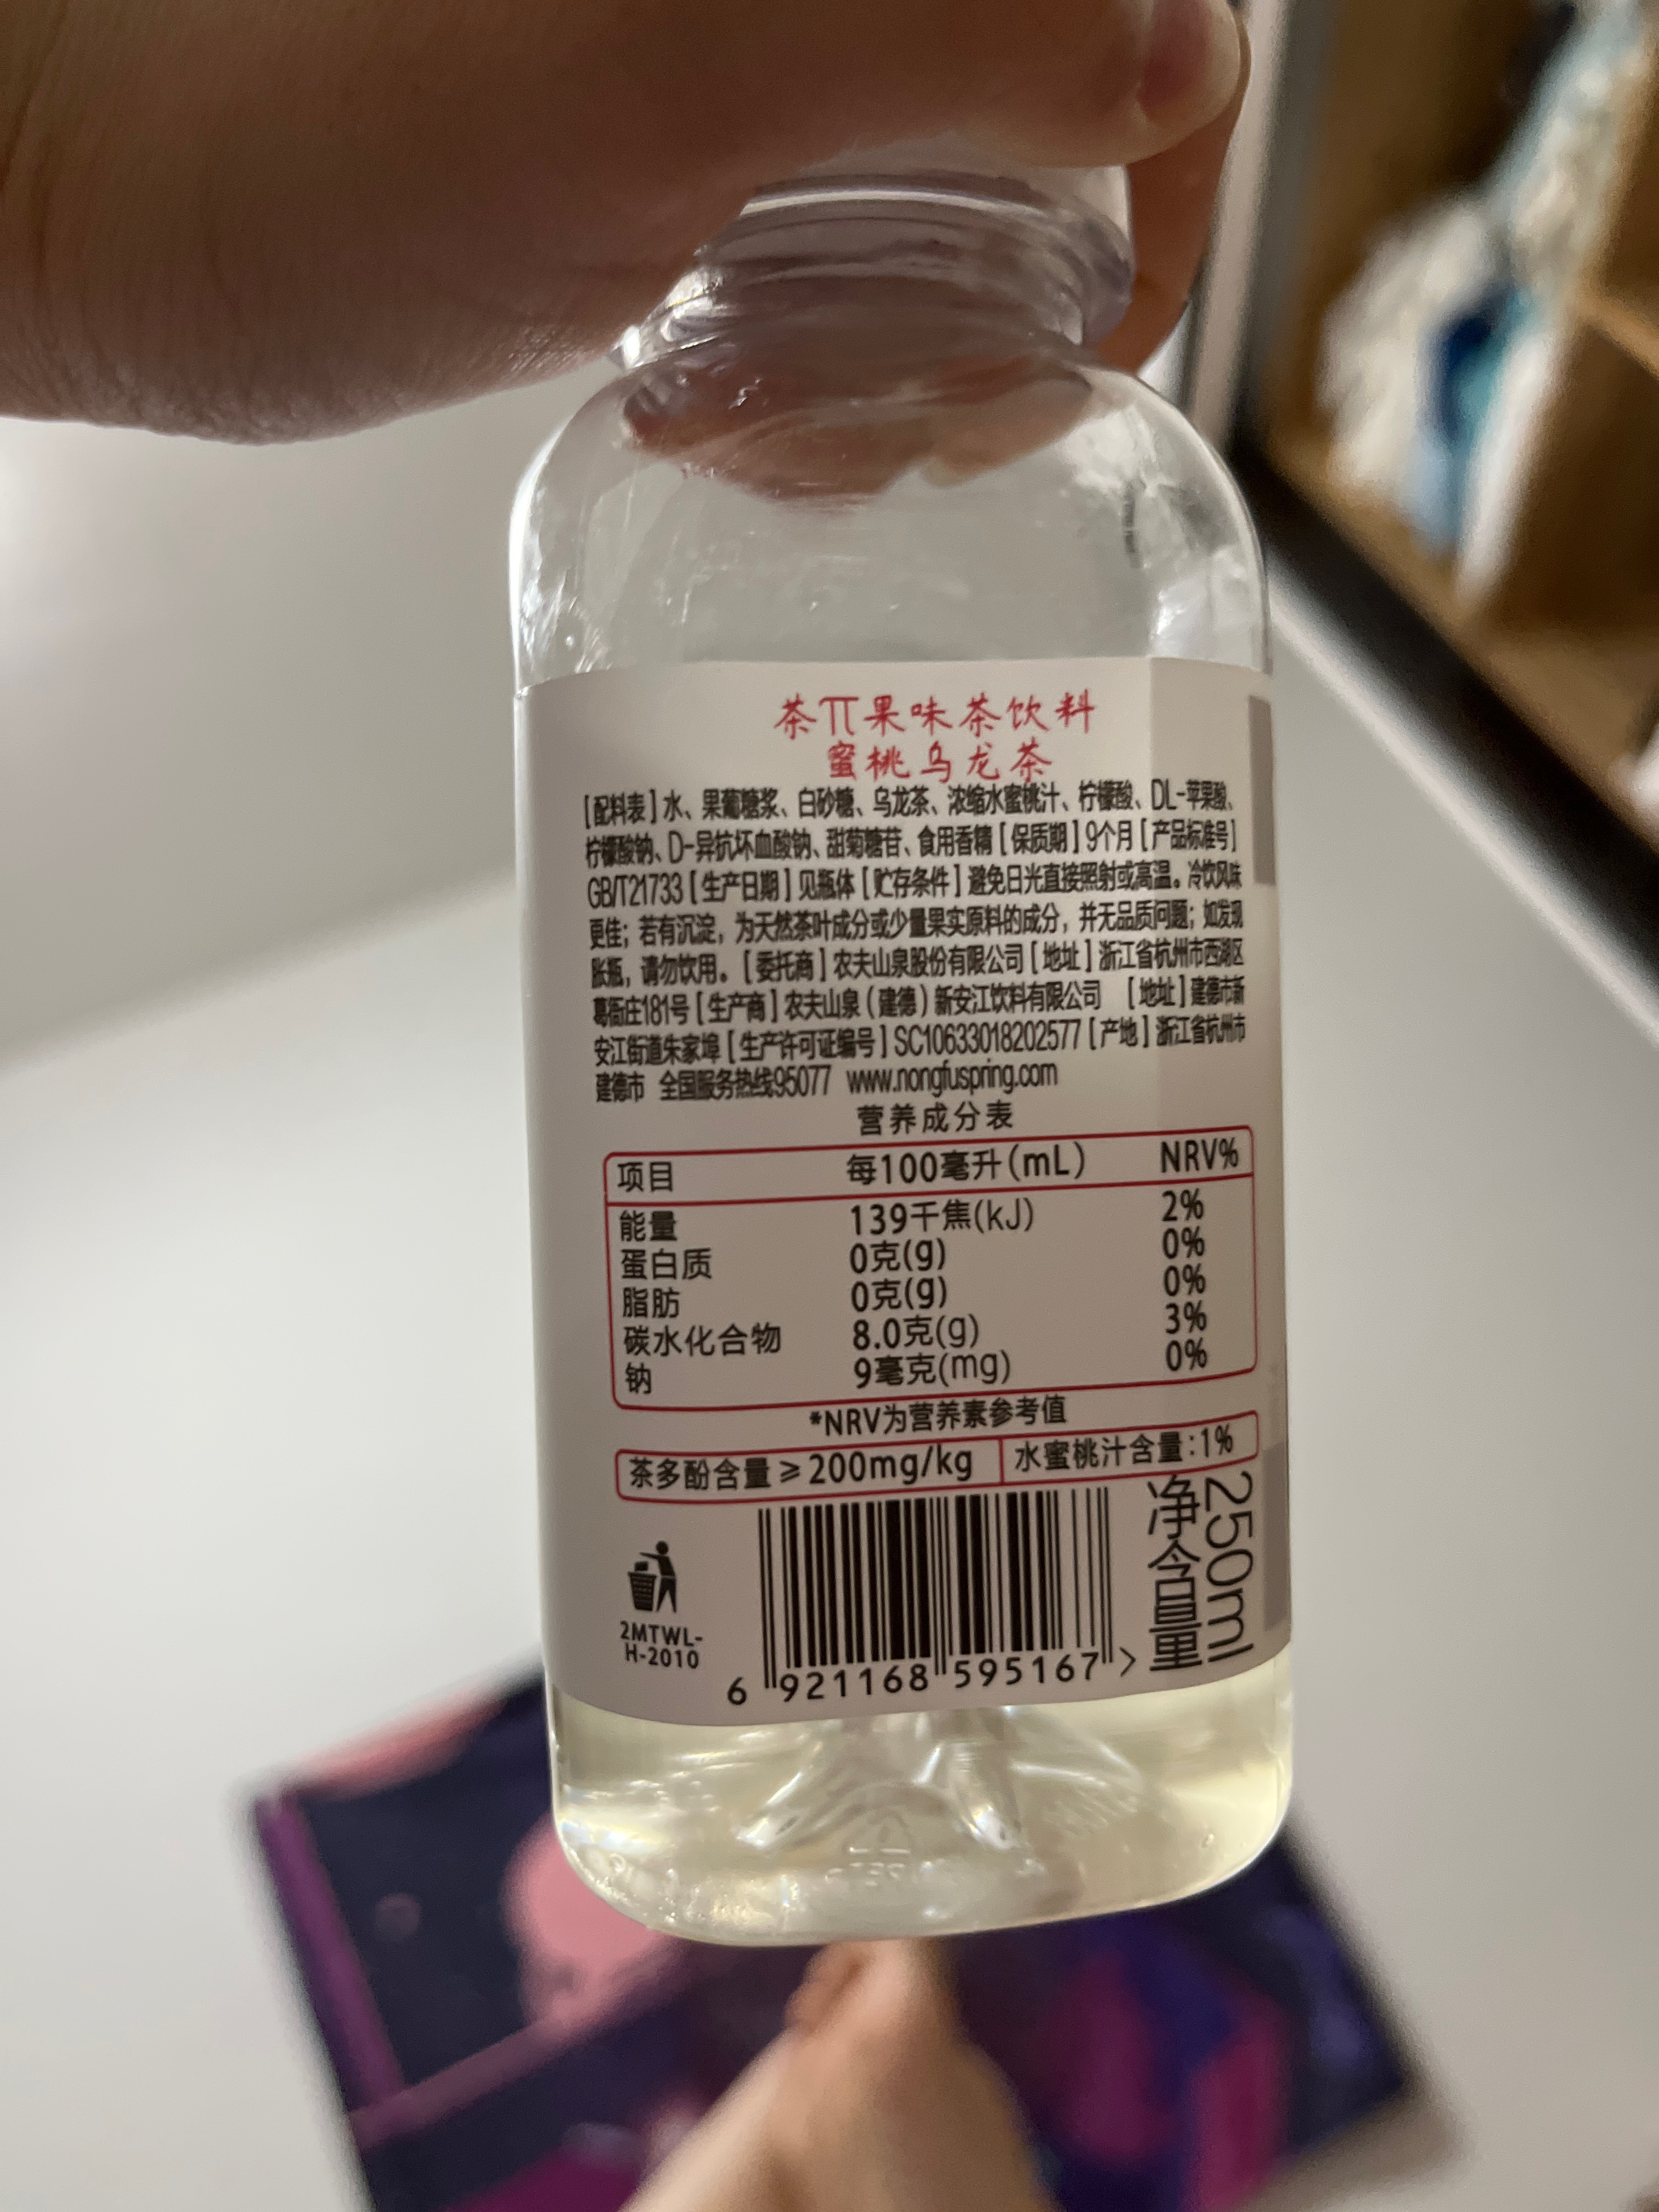 茶π果味茶饮料
蜜桃乌龙茶
[配料表]水、果葡糖浆、白砂糖、乌龙茶、浓缩水蜜桃汁、柠檬酸、DL-苹果酸、
柠檬酸钠、D-异抗坏血酸钠、甜菊糖苷、食用香精[保质期]9个月[产品标准号]
GB/T21733[生产日期]见瓶体[贮存条件]避免日光直接照射或高温。冷饮风味
更佳；若有沉淀，为天然茶叶成分或少量果实原料的成分，并无品质问题；如发现
胀瓶，请勿饮用。[委托商]农夫山泉股份有限公司[地址]浙江省杭州市西湖区
葛衙庄181号[生产商]农夫山泉（建德）新安江饮料有限公司 [地址]建德市新
安江街道朱家埠[生产许可证编号]SC10633018202577[产地]浙江省杭州市
建德市 全国服务热线95077 www.nongfuspring.com
营养成分表
项目 每100毫升(mL) NRV%
能量 139千焦(kJ) 2%
蛋白质 0克(g) 0%
脂肪 0克(g) 0%
碳水化合物 8.0克(g) 3%
钠 9毫克(mg) 0%
*NRV为营养素参考值
茶多酚含量≥200mg/kg 水蜜桃汁含量:1%
净含量
250ml
2MTWL-
H-2010
6 921168 595167 >